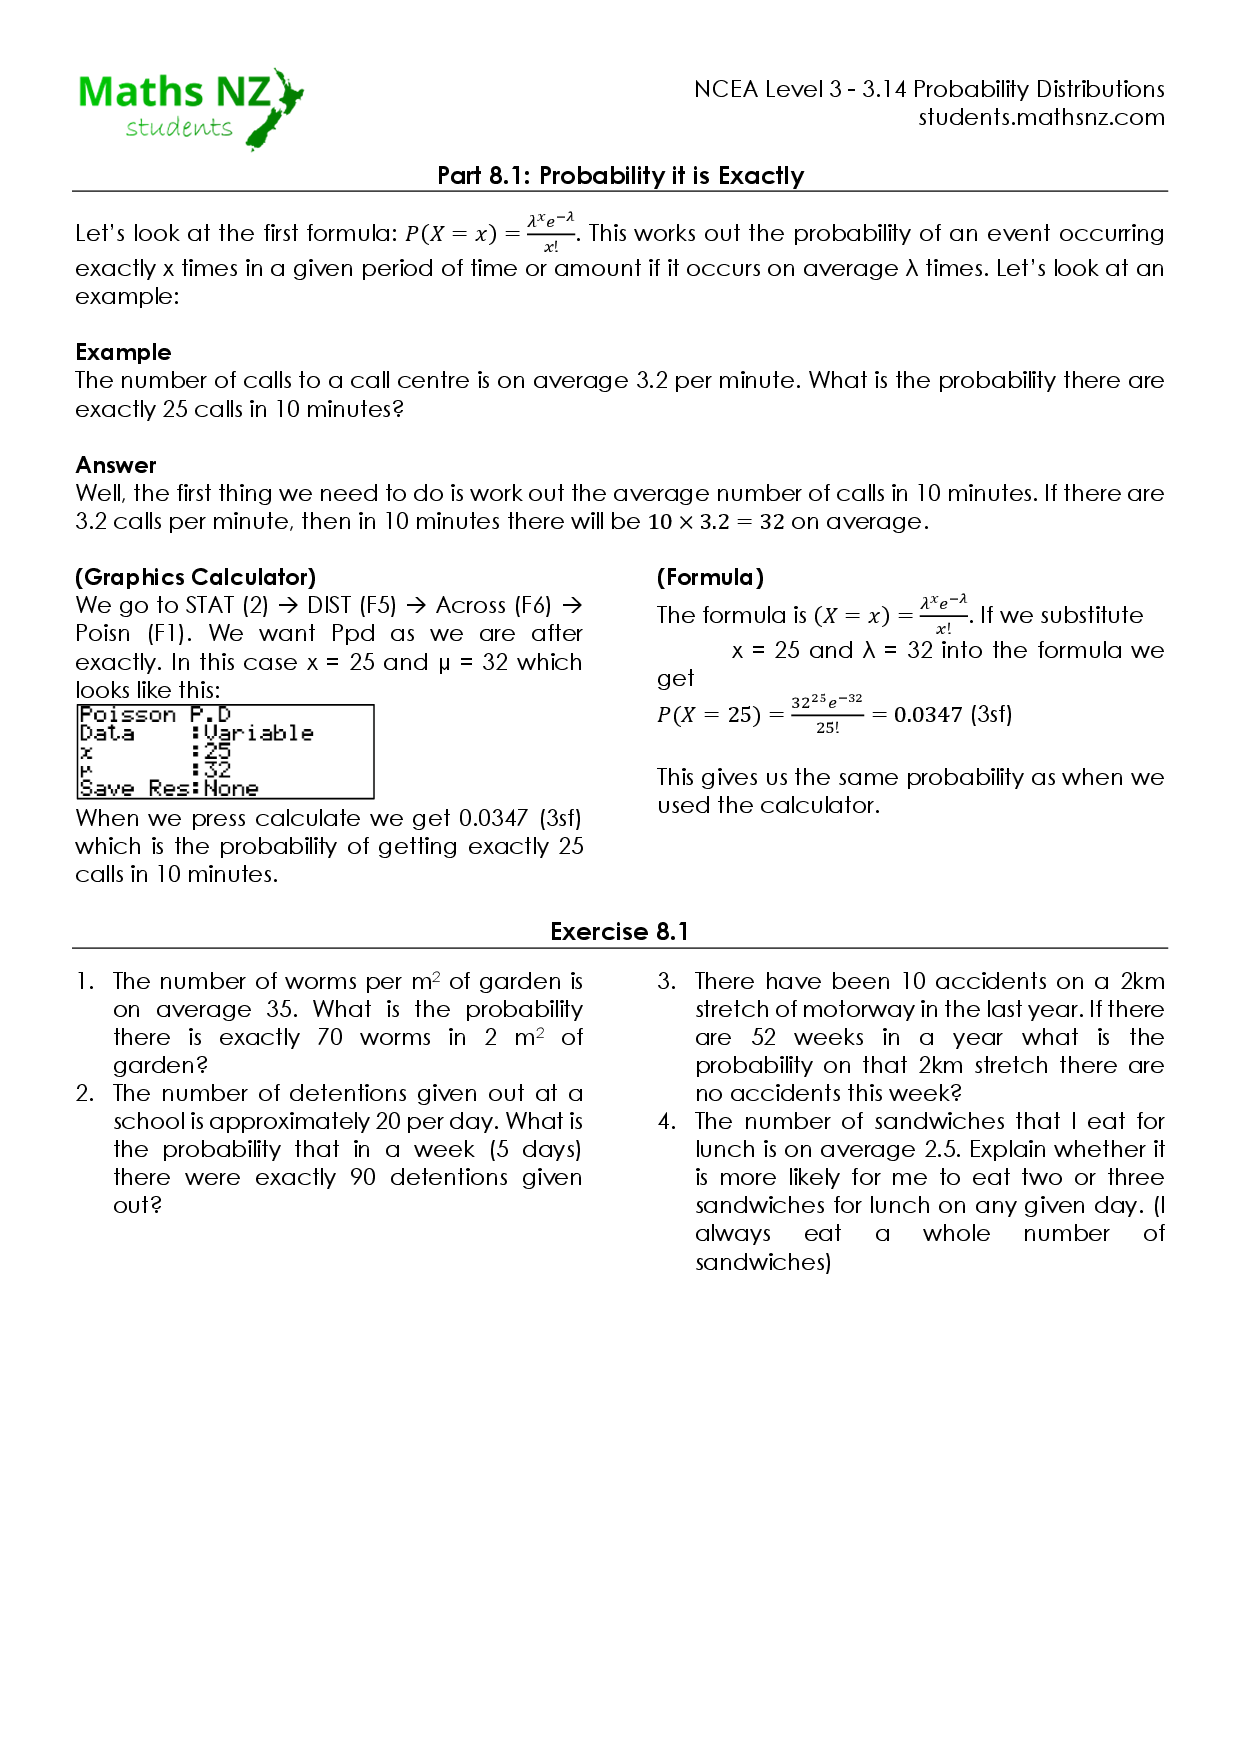 Maths NZ
students
NCEA Level 3 - 3.14 Probability Distributions
students.mathsnz.com
Part 8.1: Probability it is Exactly
Let's look at the first formula: P(X = x) = λ^x e^−λ / x!. This works out the probability of an event occurring
exactly x times in a given period of time or amount if it occurs on average λ times. Let's look at an
example:
Example
The number of calls to a call centre is on average 3.2 per minute. What is the probability there are
exactly 25 calls in 10 minutes?
Answer
Well, the first thing we need to do is work out the average number of calls in 10 minutes. If there are
3.2 calls per minute, then in 10 minutes there will be 10 × 3.2 = 32 on average.
(Graphics Calculator)
We go to STAT (2) → DIST (F5) → Across (F6) →
Poisn (F1). We want Ppd as we are after
exactly. In this case x = 25 and µ = 32 which
looks like this:
Poisson P.D
Data :Variable
x :25
μ :32
Save Res:None
When we press calculate we get 0.0347 (3sf)
which is the probability of getting exactly 25
calls in 10 minutes.
(Formula)
The formula is (X = x) = λ^x e^−λ / x!. If we substitute
x = 25 and λ = 32 into the formula we
get
P(X = 25) = 32^25 e^−32 / 25! = 0.0347 (3sf)
This gives us the same probability as when we
used the calculator.
Exercise 8.1
1. The number of worms per m² of garden is
on average 35. What is the probability
there is exactly 70 worms in 2 m² of
garden?
2. The number of detentions given out at a
school is approximately 20 per day. What is
the probability that in a week (5 days)
there were exactly 90 detentions given
out?
3. There have been 10 accidents on a 2km
stretch of motorway in the last year. If there
are 52 weeks in a year what is the
probability on that 2km stretch there are
no accidents this week?
4. The number of sandwiches that I eat for
lunch is on average 2.5. Explain whether it
is more likely for me to eat two or three
sandwiches for lunch on any given day. (I
always eat a whole number of
sandwiches)